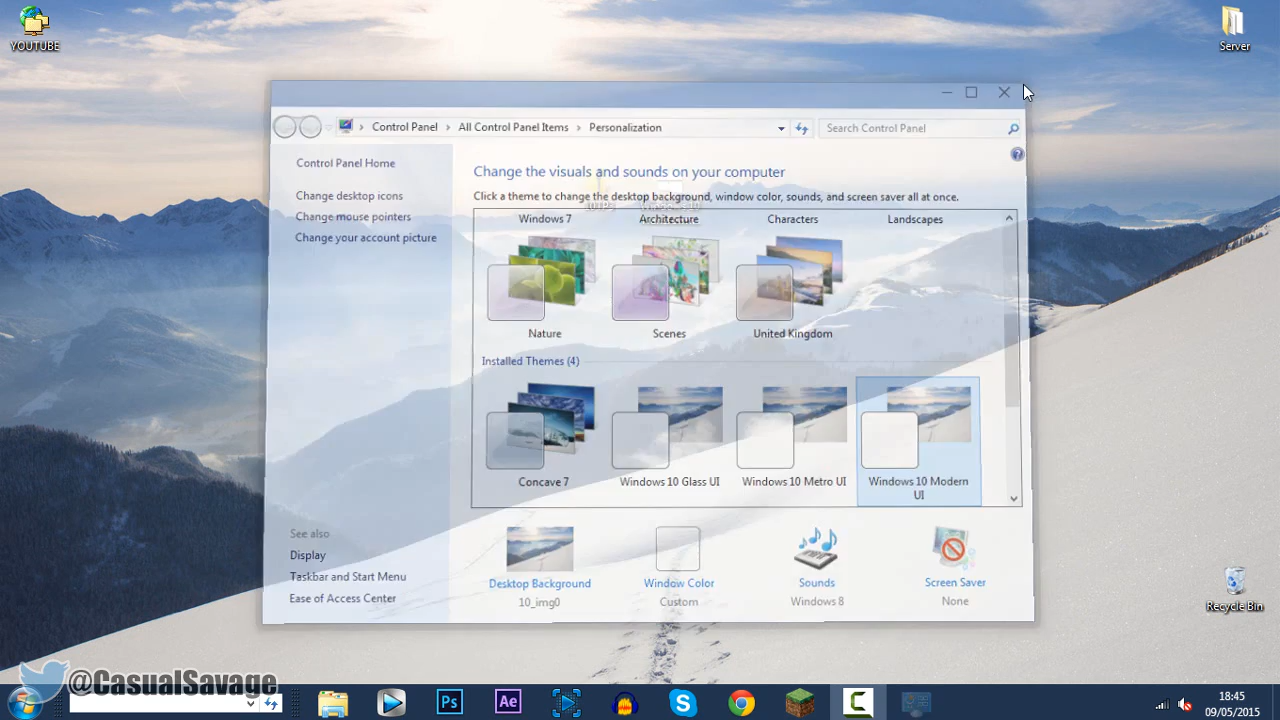 YOUTUBE
Server
Control Panel
All Control Panel Items
Personalization
Search Control Panel
Control Panel Home
Change desktop icons
Change mouse pointers
Change your account picture
Change the visuals and sounds on your computer
Click a theme to change the desktop background, window color, sounds, and screen saver all at once.
Windows 7
Architecture
Characters
Landscapes
Nature
Scenes
United Kingdom
Installed Themes (4)
Concave 7
Windows 10 Glass UI
Windows 10 Metro UI
Windows 10 Modern
UI
See also
Display
Taskbar and Start Menu
Ease of Access Center
Desktop Background
10_img0
Window Color
Custom
Sounds
Windows 8
Screen Saver
None
Recycle Bin
@CasualSavage
Ps
Ae
18:45
09/05/2015